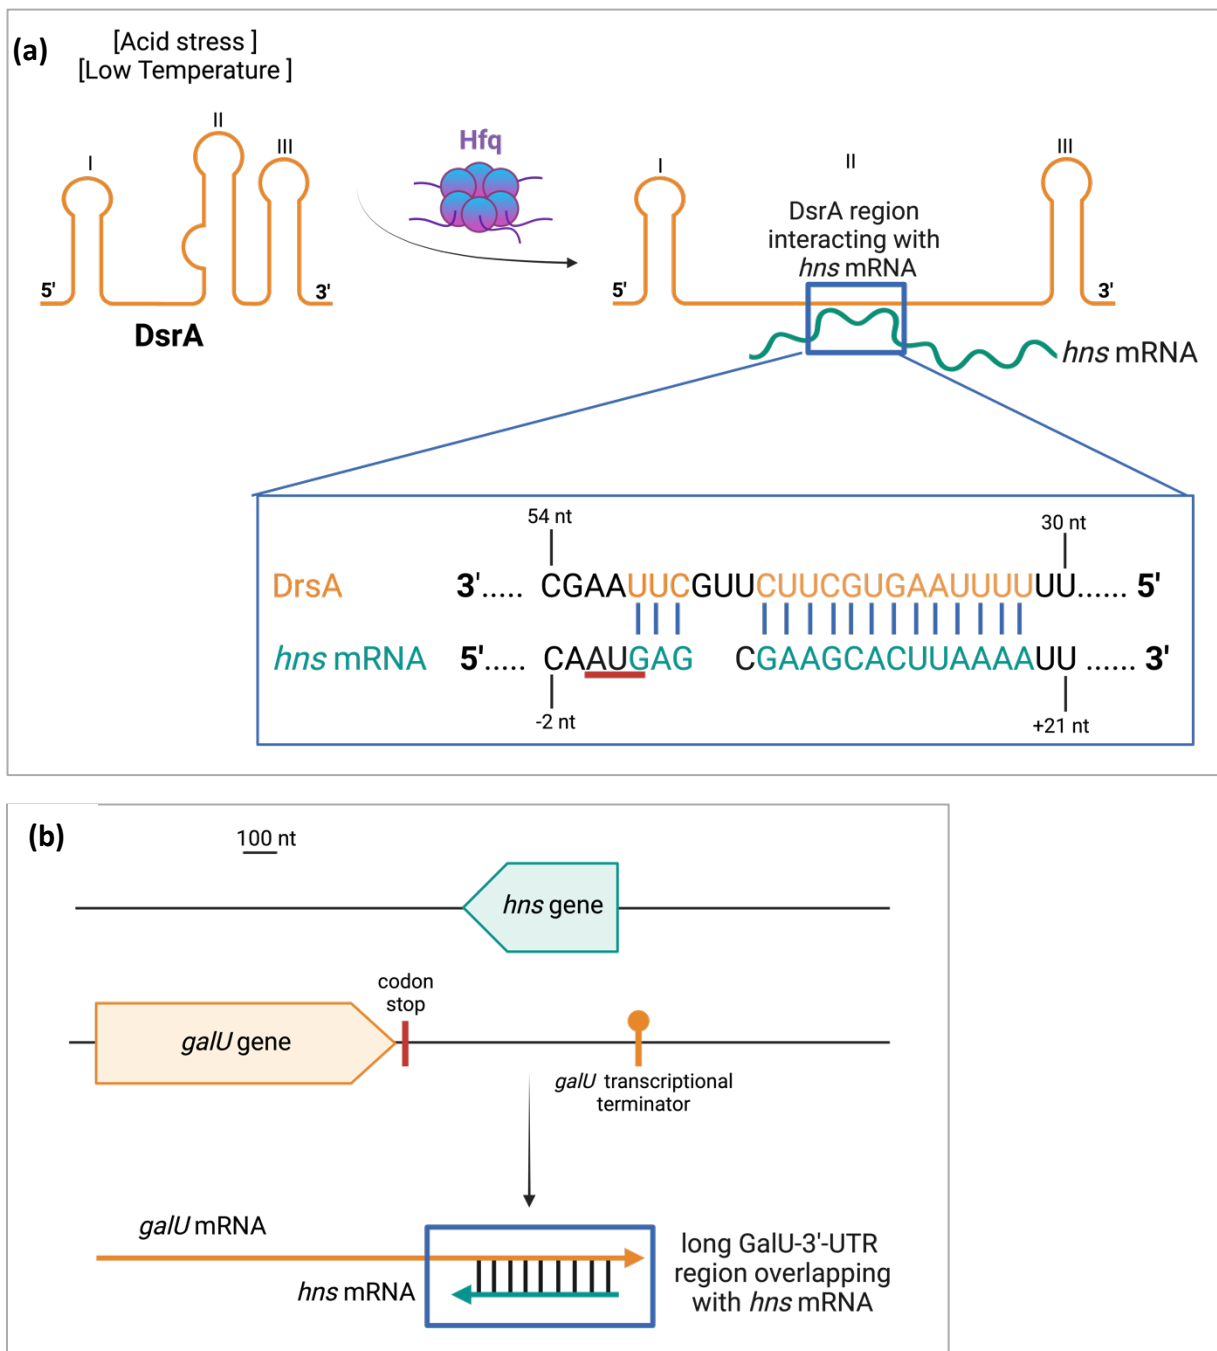 (a)
[Acid stress ]
[Low Temperature ]
I
II
III
5'
3'
DsrA
Hfq
I
II
III
DsrA region
interacting with
hns mRNA
5'
3'
hns mRNA
54 nt
30 nt
DrsA 3'..... CGAAUUCGUUCUUCGUGAAUUUUUU...... 5'
hns mRNA 5'..... CAAUGAG CGAAGCACUUAAAAUU ...... 3'
-2 nt
+21 nt
(b)
100 nt
hns gene
codon
stop
galU gene
galU transcriptional
terminator
galU mRNA
hns mRNA
long GalU-3'-UTR
region overlapping
with hns mRNA